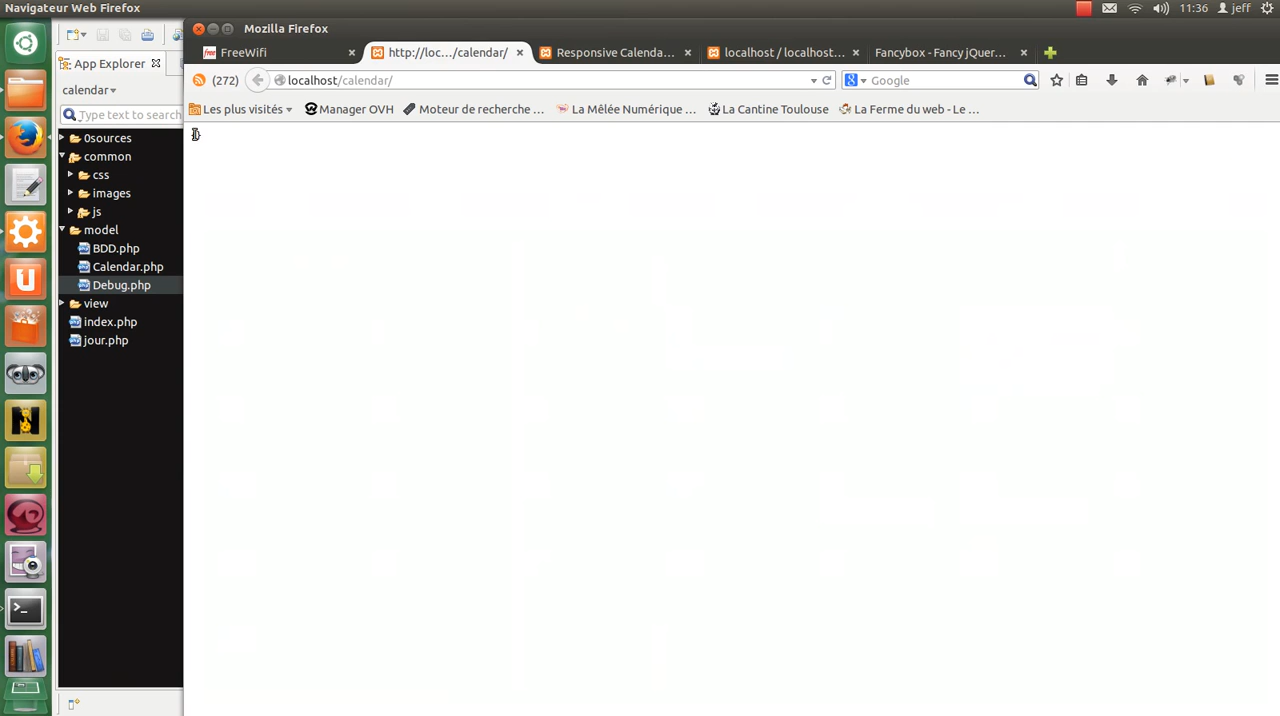 Navigateur Web Firefox
11:36 jeff
Mozilla Firefox
App Explorer
FreeWifi
http://loc.../calendar/
Responsive Calenda...
localhost / localhost...
Fancybox - Fancy jQuer...
calendar
(272)
localhost/calendar/
Google
Type text to search
Les plus visités
Manager OVH
Moteur de recherche ...
La Mêlée Numérique ...
La Cantine Toulouse
La Ferme du web - Le ...
0sources
common
css
images
js
model
BDD.php
Calendar.php
Debug.php
view
index.php
jour.php